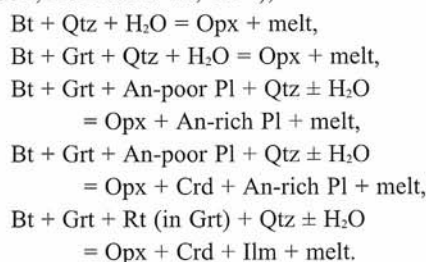 Bt + Qtz + H₂O = Opx + melt,
Bt + Grt + Qtz + H₂O = Opx + melt,
Bt + Grt + An-poor Pl + Qtz ± H₂O
= Opx + An-rich Pl + melt,
Bt + Grt + An-poor Pl + Qtz ± H₂O
= Opx + Crd + An-rich Pl + melt,
Bt + Grt + Rt (in Grt) + Qtz ± H₂O
= Opx + Crd + Ilm + melt.